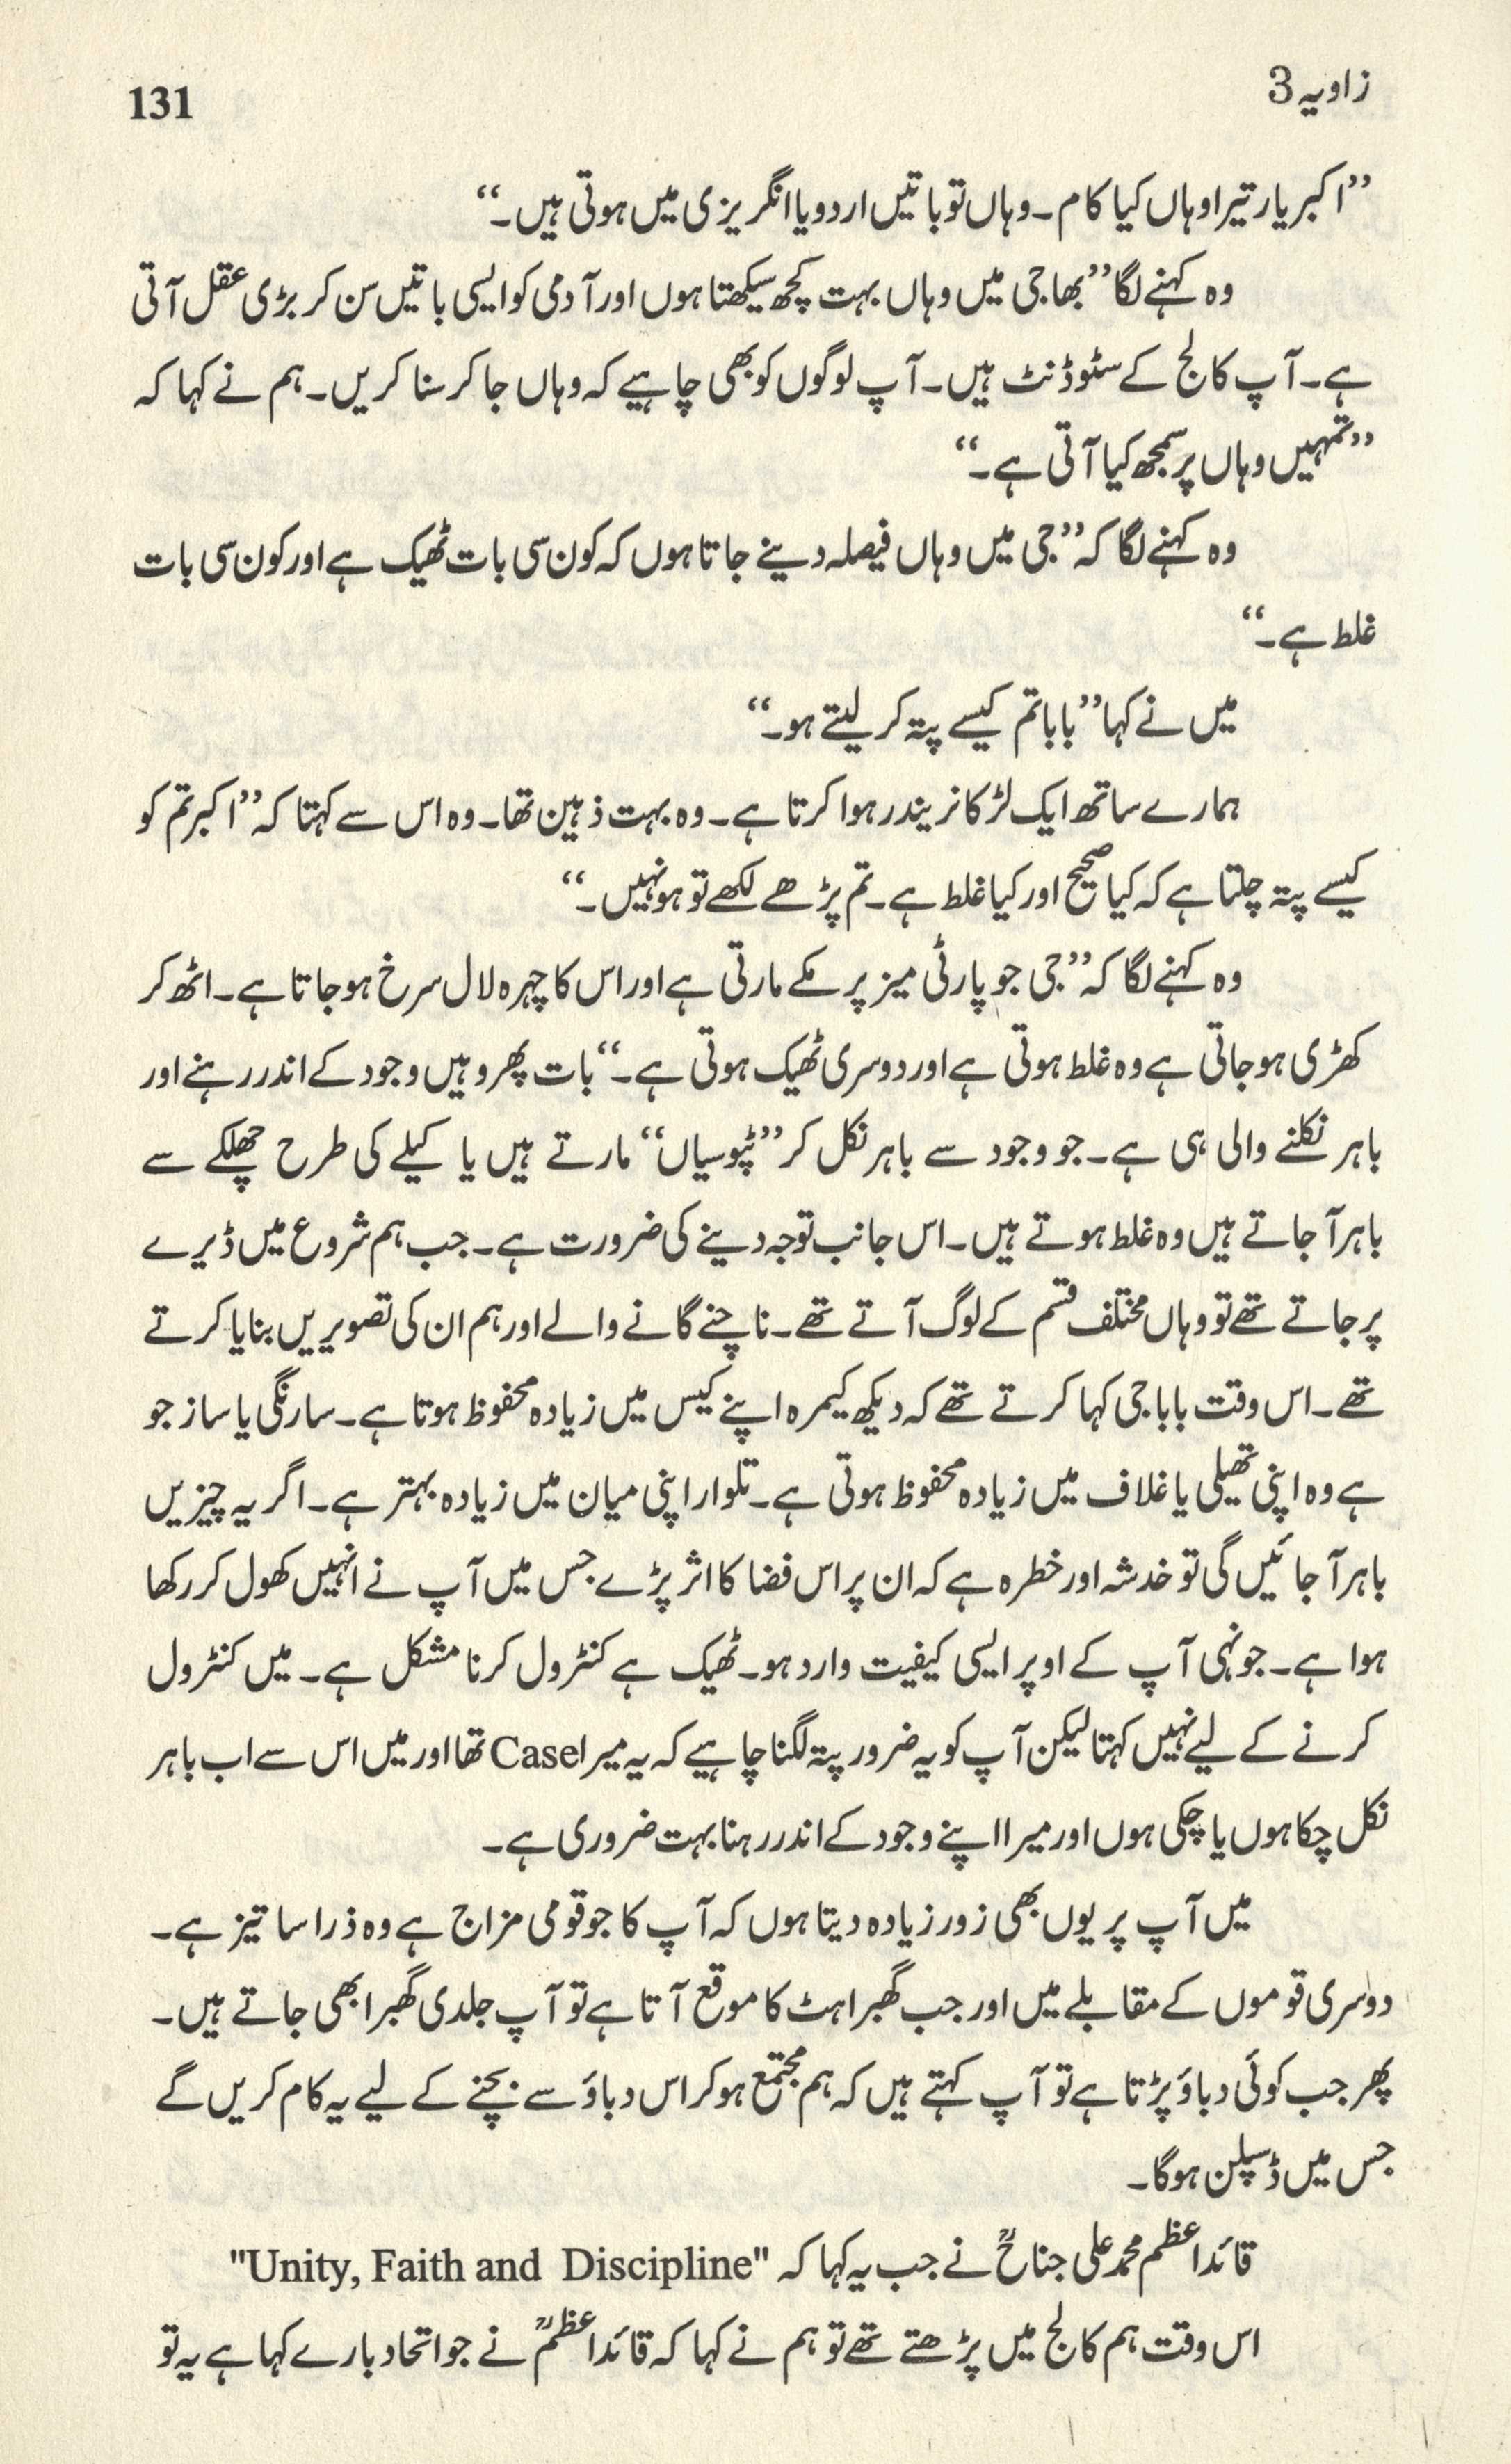 زاویہ 3
131
”اکبر یار تیرا وہاں کیا کام۔ وہاں تو باتیں اردو یا انگریزی میں ہوتی ہیں۔“
وہ کہنے لگا ”بھاجی میں وہاں بہت کچھ سیکھتا ہوں اور آدمی کو ایسی باتیں سن کر بڑی عقل آتی
ہے۔ آپ کالج کے سٹوڈنٹ ہیں۔ آپ لوگوں کو بھی چاہیے کہ وہاں جا کر سنا کریں۔ ہم نے کہا کہ
”تمہیں وہاں پر سمجھ کیا آتی ہے۔“
وہ کہنے لگا کہ ”جی میں وہاں فیصلہ دینے جاتا ہوں کہ کون سی بات ٹھیک ہے اور کون سی بات
غلط ہے۔“
میں نے کہا ”بابا تم کیسے پتہ کر لیتے ہو۔“
ہمارے ساتھ ایک لڑکا نریندر ہوا کرتا ہے۔ وہ بہت ذہین تھا۔ وہ اس سے کہتا کہ ”اکبر تم کو
کیسے پتہ چلتا ہے کہ کیا صحیح اور کیا غلط ہے۔ تم پڑھے لکھے تو ہو نہیں۔“
وہ کہنے لگا کہ ”جی جو پارٹی میز پر مکے مارتی ہے اور اس کا چہرہ لال سرخ ہو جاتا ہے۔ اٹھ کر
کھڑی ہو جاتی ہے وہ غلط ہوتی ہے اور دوسری ٹھیک ہوتی ہے۔“ بات پھر وہیں وجود کے اندر رہنے اور
باہر نکلنے والی ہی ہے۔ جو وجود سے باہر نکل کر ”ٹپوسیاں“ مارتے ہیں یا کیلے کی طرح چھلکے سے
باہر آ جاتے ہیں وہ غلط ہوتے ہیں۔ اس جانب توجہ دینے کی ضرورت ہے۔ جب ہم شروع میں ڈیرے
پر جاتے تھے تو وہاں مختلف قسم کے لوگ آتے تھے۔ ناچنے گانے والے اور ہم ان کی تصویریں بنایا کرتے
تھے۔ اس وقت بابا جی کہا کرتے تھے کہ دیکھ کیمرہ اپنے کیس میں زیادہ محفوظ ہوتا ہے۔ سارنگی یا ساز جو
ہے وہ اپنی تھیلی یا غلاف میں زیادہ محفوظ ہوتی ہے۔ تلوار اپنی میان میں زیادہ بہتر ہے۔ اگر یہ چیزیں
باہر آ جائیں گی تو خدشہ اور خطرہ ہے کہ ان پر اس فضا کا اثر پڑے جس میں آپ نے انہیں کھول کر رکھا
ہوا ہے۔ جونہی آپ کے اوپر ایسی کیفیت وارد ہو۔ ٹھیک ہے کنٹرول کرنا مشکل ہے۔ میں کنٹرول
کرنے کے لیے نہیں کہتا لیکن آپ کو یہ ضرور پتہ لگنا چاہیے کہ یہ میرا Case تھا اور میں اس سے اب باہر
نکل چکا ہوں یا چکی ہوں اور میرا اپنے وجود کے اندر رہنا بہت ضروری ہے۔
میں آپ پر یوں بھی زور زیادہ دیتا ہوں کہ آپ کا جو قومی مزاج ہے وہ ذرا سا تیز ہے۔
دوسری قوموں کے مقابلے میں اور جب گھبراہٹ کا موقع آتا ہے تو آپ جلدی گھبرا بھی جاتے ہیں۔
پھر جب کوئی دباؤ پڑتا ہے تو آپ کہتے ہیں کہ ہم مجتمع ہو کر اس دباؤ سے بچنے کے لیے یہ کام کریں گے
جس میں ڈسپلن ہوگا۔
قائداعظم محمد علی جناحؒ نے جب یہ کہا کہ "Unity, Faith and Discipline"
اس وقت ہم کالج میں پڑھتے تھے تو ہم نے کہا کہ قائداعظمؒ نے جو اتحاد بارے کہا ہے یہ تو